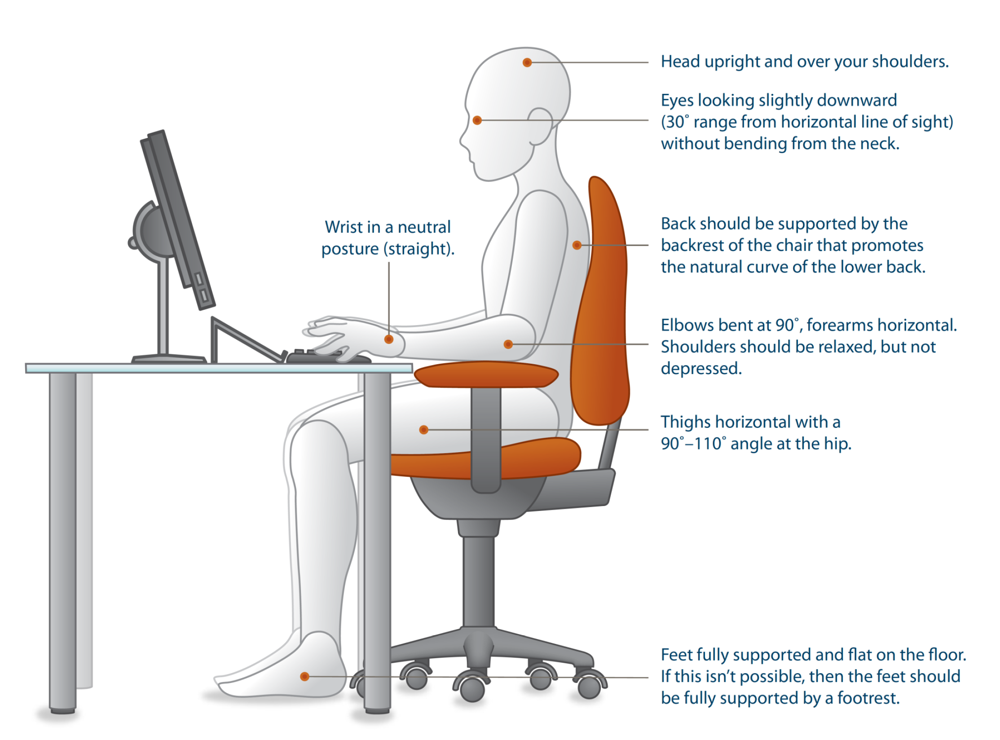 Head upright and over your shoulders.
Eyes looking slightly downward
(30˚ range from horizontal line of sight)
without bending from the neck.
Wrist in a neutral
posture (straight).
Back should be supported by the
backrest of the chair that promotes
the natural curve of the lower back.
Elbows bent at 90˚, forearms horizontal.
Shoulders should be relaxed, but not
depressed.
Thighs horizontal with a
90˚–110˚ angle at the hip.
Feet fully supported and flat on the floor.
If this isn’t possible, then the feet should
be fully supported by a footrest.